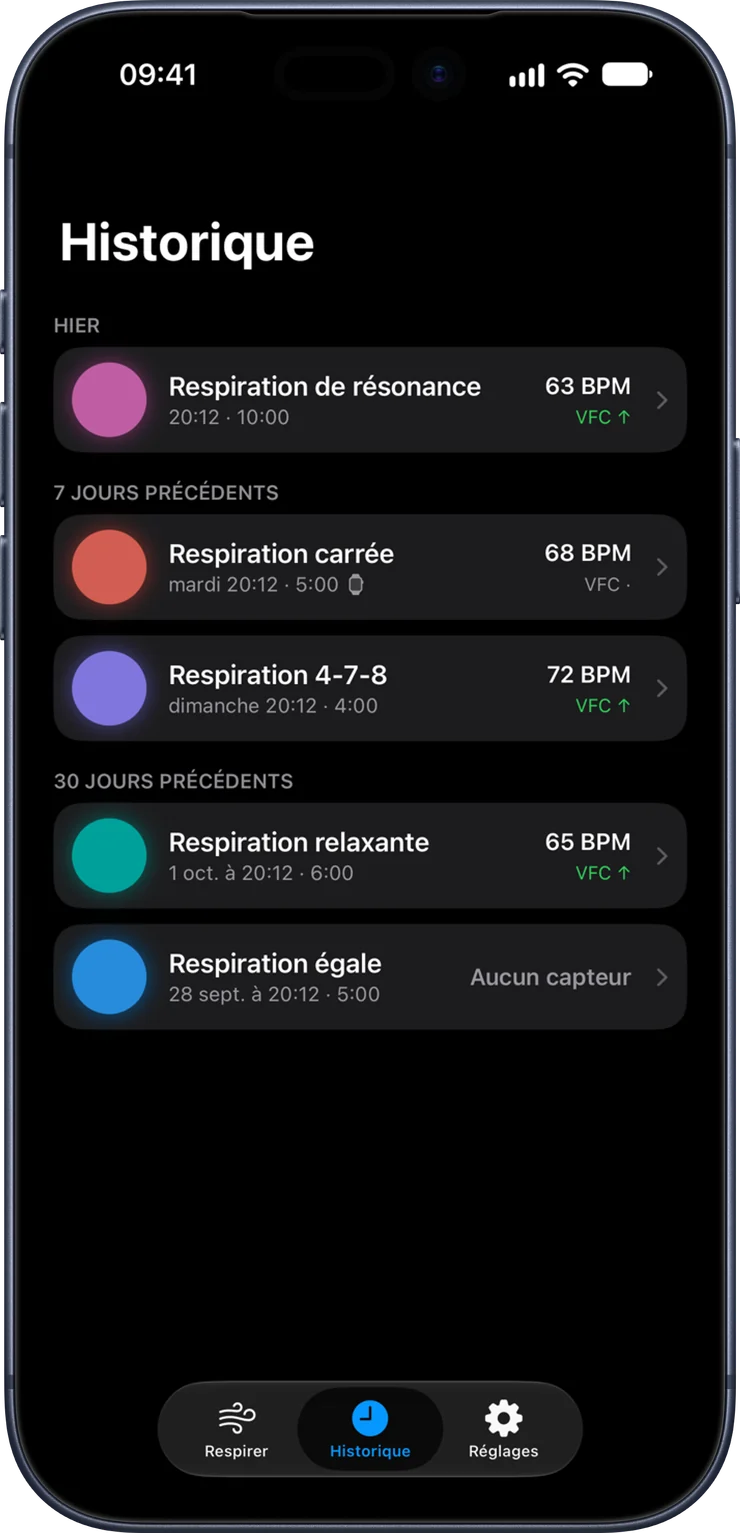 09:41
Historique
HIER
Respiration de résonance
63 BPM
20:12 · 10:00
VFC ↑
7 JOURS PRÉCÉDENTS
Respiration carrée
68 BPM
mardi 20:12 · 5:00
VFC ·
Respiration 4-7-8
72 BPM
dimanche 20:12 · 4:00
VFC ↑
30 JOURS PRÉCÉDENTS
Respiration relaxante
65 BPM
1 oct. à 20:12 · 6:00
VFC ↑
Respiration égale
Aucun capteur
28 sept. à 20:12 · 5:00
Respirer
Historique
Réglages